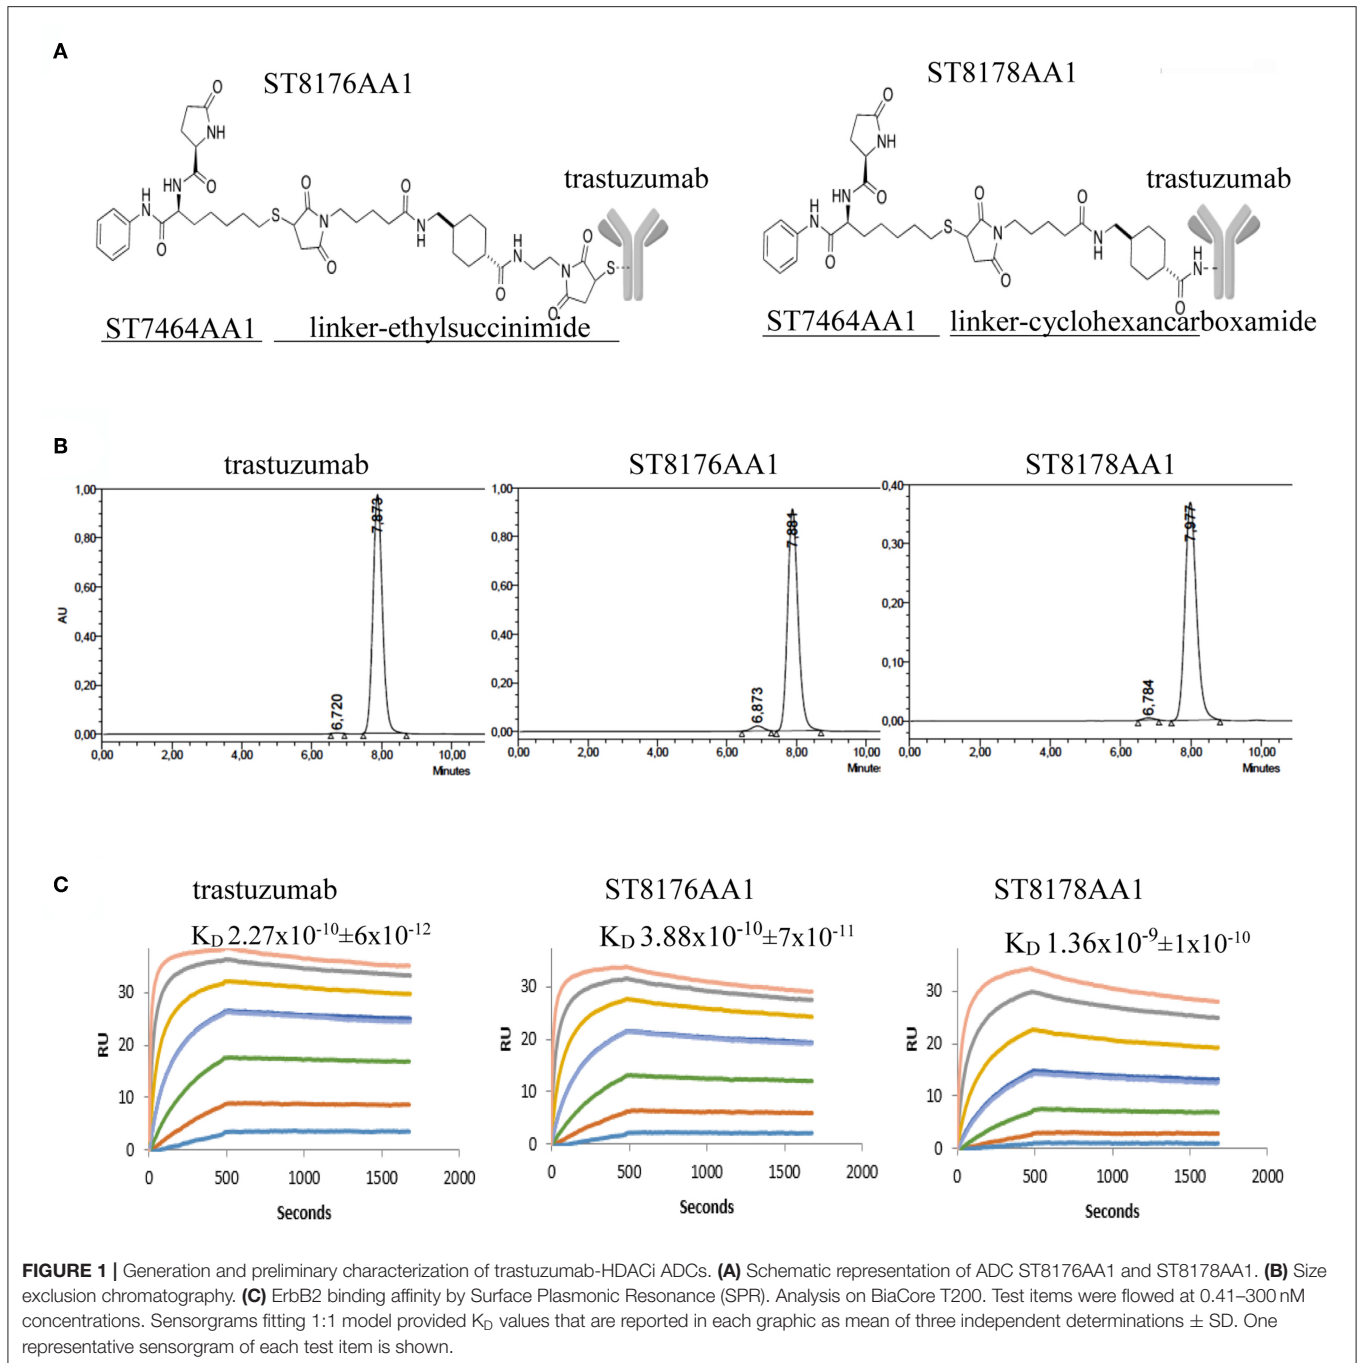 A
ST8176AA1
ST8178AA1
trastuzumab
trastuzumab
O
NH
HN
O
H
N
O
S
O
N
O
O
N
H
O
H
N
N
O
O
S
O
NH
HN
O
H
N
O
S
O
N
O
O
N
H
H
N
O
ST7464AA1
linker-ethylsuccinimide
ST7464AA1
linker-cyclohexancarboxamide
B
trastuzumab
ST8176AA1
ST8178AA1
AU
1,00
0,80
0,60
0,40
0,20
0,00
6,720
7,873
0,00 2,00 4,00 6,00 8,00 10,00
Minutes
1,00
0,80
0,60
0,40
0,20
0,00
6,873
7,881
0,00 2,00 4,00 6,00 8,00 10,00
Minutes
0,40
0,30
0,20
0,10
0,00
6,784
7,977
0,00 2,00 4,00 6,00 8,00 10,00
Minutes
C
trastuzumab
ST8176AA1
ST8178AA1
K_D 2.27x10^-10±6x10^-12
K_D 3.88x10^-10±7x10^-11
K_D 1.36x10^-9±1x10^-10
RU
30
20
10
0
0 500 1000 1500 2000
Seconds
RU
30
20
10
0
0 500 1000 1500 2000
Seconds
RU
30
20
10
0
0 500 1000 1500 2000
Seconds
FIGURE 1 | Generation and preliminary characterization of trastuzumab-HDACi ADCs. (A) Schematic representation of ADC ST8176AA1 and ST8178AA1. (B) Size
exclusion chromatography. (C) ErbB2 binding affinity by Surface Plasmonic Resonance (SPR). Analysis on BiaCore T200. Test items were flowed at 0.41–300 nM
concentrations. Sensorgrams fitting 1:1 model provided K_D values that are reported in each graphic as mean of three independent determinations ± SD. One
representative sensorgram of each test item is shown.